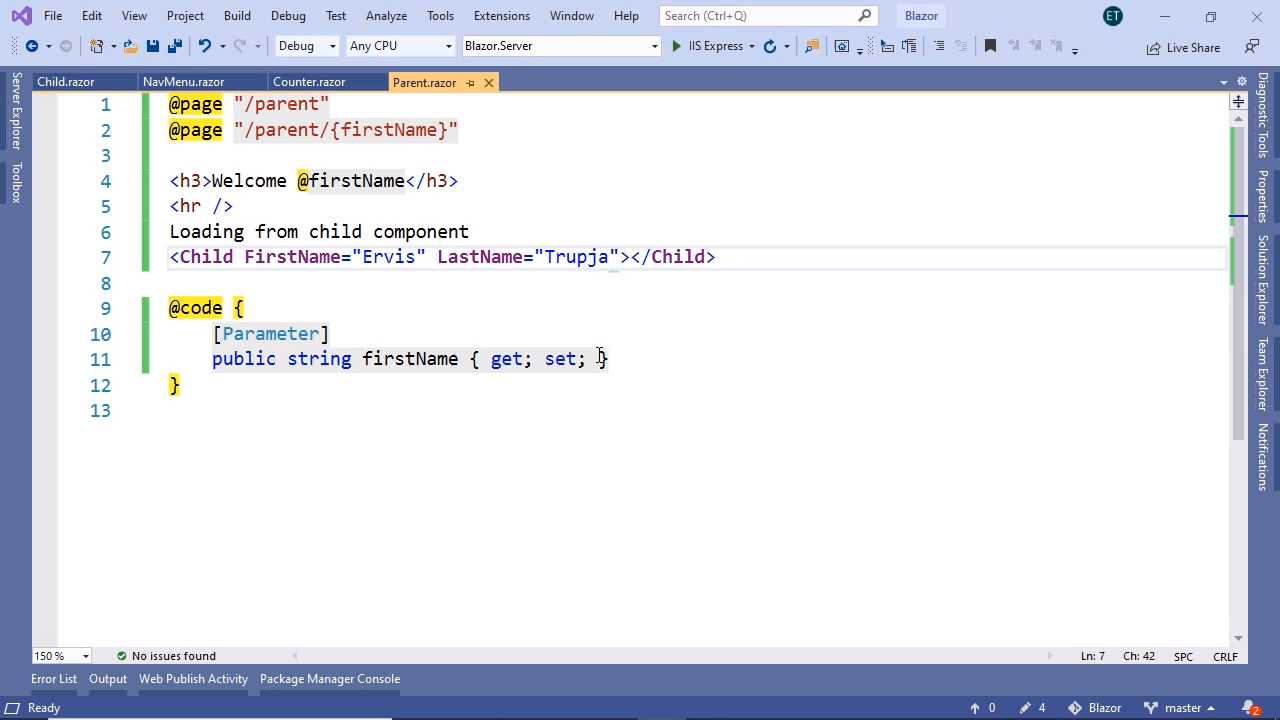 File Edit View Project Build Debug Test Analyze Tools Extensions Window Help Search (Ctrl+Q) Blazor ET
Debug Any CPU Blazor.Server IIS Express Live Share
Child.razor NavMenu.razor Counter.razor Parent.razor
Server Explorer
Toolbox
1 @page "/parent"
2 @page "/parent/{firstName}"
3
4 <h3>Welcome @firstName</h3>
5 <hr />
6 Loading from child component
7 <Child FirstName="Ervis" LastName="Trupja"></Child>
8
9 @code {
10 [Parameter]
11 public string firstName { get; set; }
12 }
13
Diagnostic Tools
Properties
Solution Explorer
Team Explorer
Notifications
150 % No issues found Ln: 7 Ch: 42 SPC CRLF
Error List Output Web Publish Activity Package Manager Console
Ready 0 4 Blazor master 2